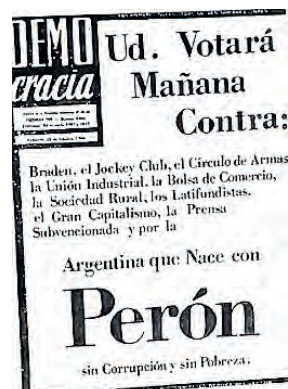 DEMO
cracia
Ud. Votará
Mañana
Contra:
Braden, el Jockey Club, el Círculo de Armas
la Unión Industrial, la Bolsa de Comercio,
la Sociedad Rural, los Latifundistas.
el Gran Capitalismo, la Prensa
Subvencionada y por la
Argentina que Nace con
Perón
sin Corrupción y sin Pobreza.